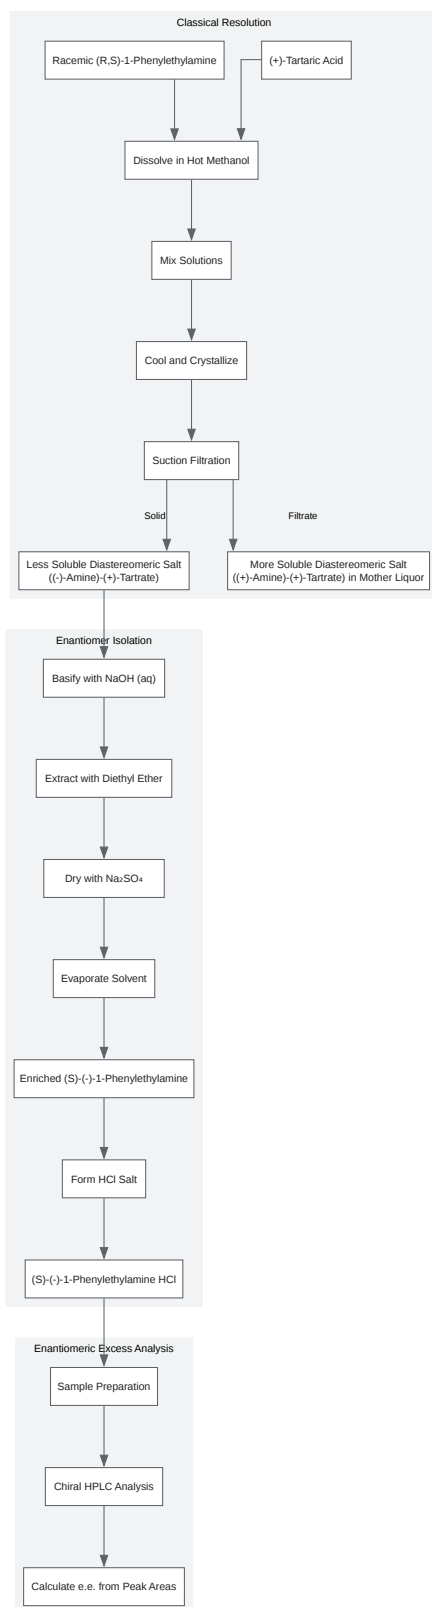 Classical Resolution
Racemic (R,S)-1-Phenylethylamine
(+)-Tartaric Acid
Dissolve in Hot Methanol
Mix Solutions
Cool and Crystallize
Suction Filtration
Solid
Filtrate
Less Soluble Diastereomeric Salt
((-)-Amine)-(+)-Tartrate)
More Soluble Diastereomeric Salt
((+)-Amine)-(+)-Tartrate) in Mother Liquor
Enantiomer Isolation
Basify with NaOH (aq)
Extract with Diethyl Ether
Dry with Na₂SO₄
Evaporate Solvent
Enriched (S)-(-)-1-Phenylethylamine
Form HCl Salt
(S)-(-)-1-Phenylethylamine HCl
Enantiomeric Excess Analysis
Sample Preparation
Chiral HPLC Analysis
Calculate e.e. from Peak Areas